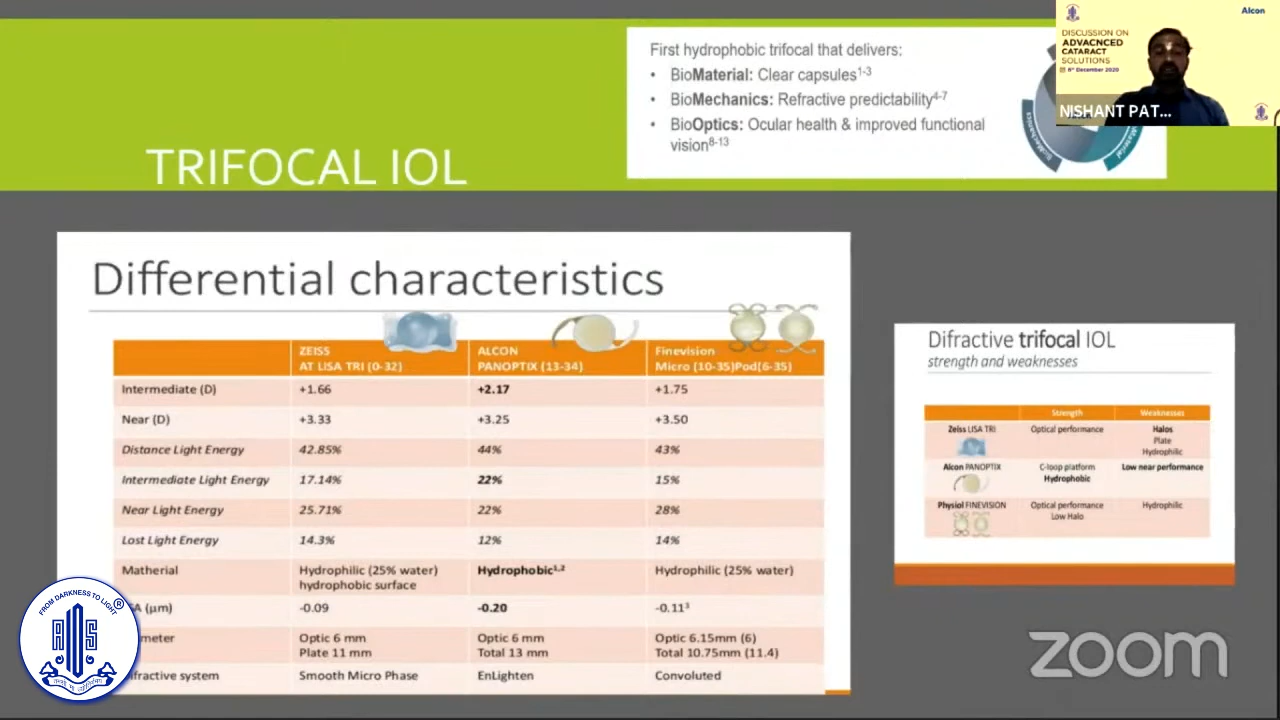 TRIFOCAL IOL
First hydrophobic trifocal that delivers:
• BioMaterial: Clear capsules1-3
• BioMechanics: Refractive predictability4-7
• BioOptics: Ocular health & improved functional
vision8-13
Alcon
DISCUSSION ON
ADVACNCED
CATARACT
SOLUTIONS
6th December 2020
NISHANT PAT...
Differential characteristics
ZEISS
AT LISA TRI (0-32)
ALCON
PANOPTIX (13-34)
Finevision
Micro (10-35)Pod(6-35)
Intermediate (D) +1.66 +2.17 +1.75
Near (D) +3.33 +3.25 +3.50
Distance Light Energy 42.85% 44% 43%
Intermediate Light Energy 17.14% 22% 15%
Near Light Energy 25.71% 22% 28%
Lost Light Energy 14.3% 12% 14%
Matherial Hydrophilic (25% water) Hydrophobic1,2 Hydrophilic (25% water)
hydrophobic surface
(μm) -0.09 -0.20 -0.113
meter Optic 6 mm Optic 6 mm Optic 6.15mm (6)
Plate 11 mm Total 13 mm Total 10.75mm (11.4)
fractive system Smooth Micro Phase EnLighten Convoluted
Difractive trifocal IOL
strength and weaknesses
Strength Weaknesses
Zeiss LISA TRI Optical performance Halos
Plate
Hydrophilic
Alcon PANOPTIX C-loop platform Low near performance
Hydrophobic
Physiol FINEVISION Optical performance Hydrophilic
Low Halo
FROM DARKNESS TO LIGHT
®
zoom